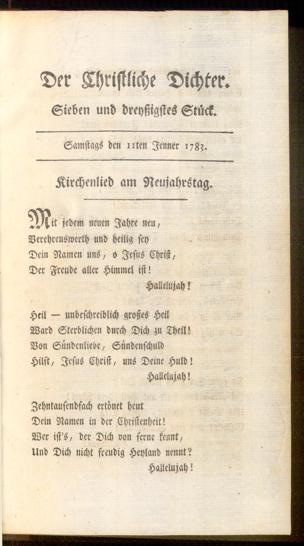 Der Christliche Dichter.
Sieben und dreyßigstes Stück.
Samstags den 11ten Jenner 1783.
Kirchenlied am Neujahrstag.
Mit jedem neuen Jahre neu,
Verehrenswerth und heilig sey
Dein Namen uns, o Jesus Christ,
Der Freude aller Himmel ist!
Hallelujah!
Heil — unbeschreiblich großes Heil
Ward Sterblichen durch Dich zu Theil!
Von Sündenliebe, Sündenschuld
Hilft, Jesus Christ, uns Deine Huld!
Hallelujah!
Zehntausendfach ertönet heut
Dein Namen in der Christenheit!
Wer ist's, der Dich von ferne kennt,
Und Dich nicht freudig Heyland nennt?
Hallelujah!